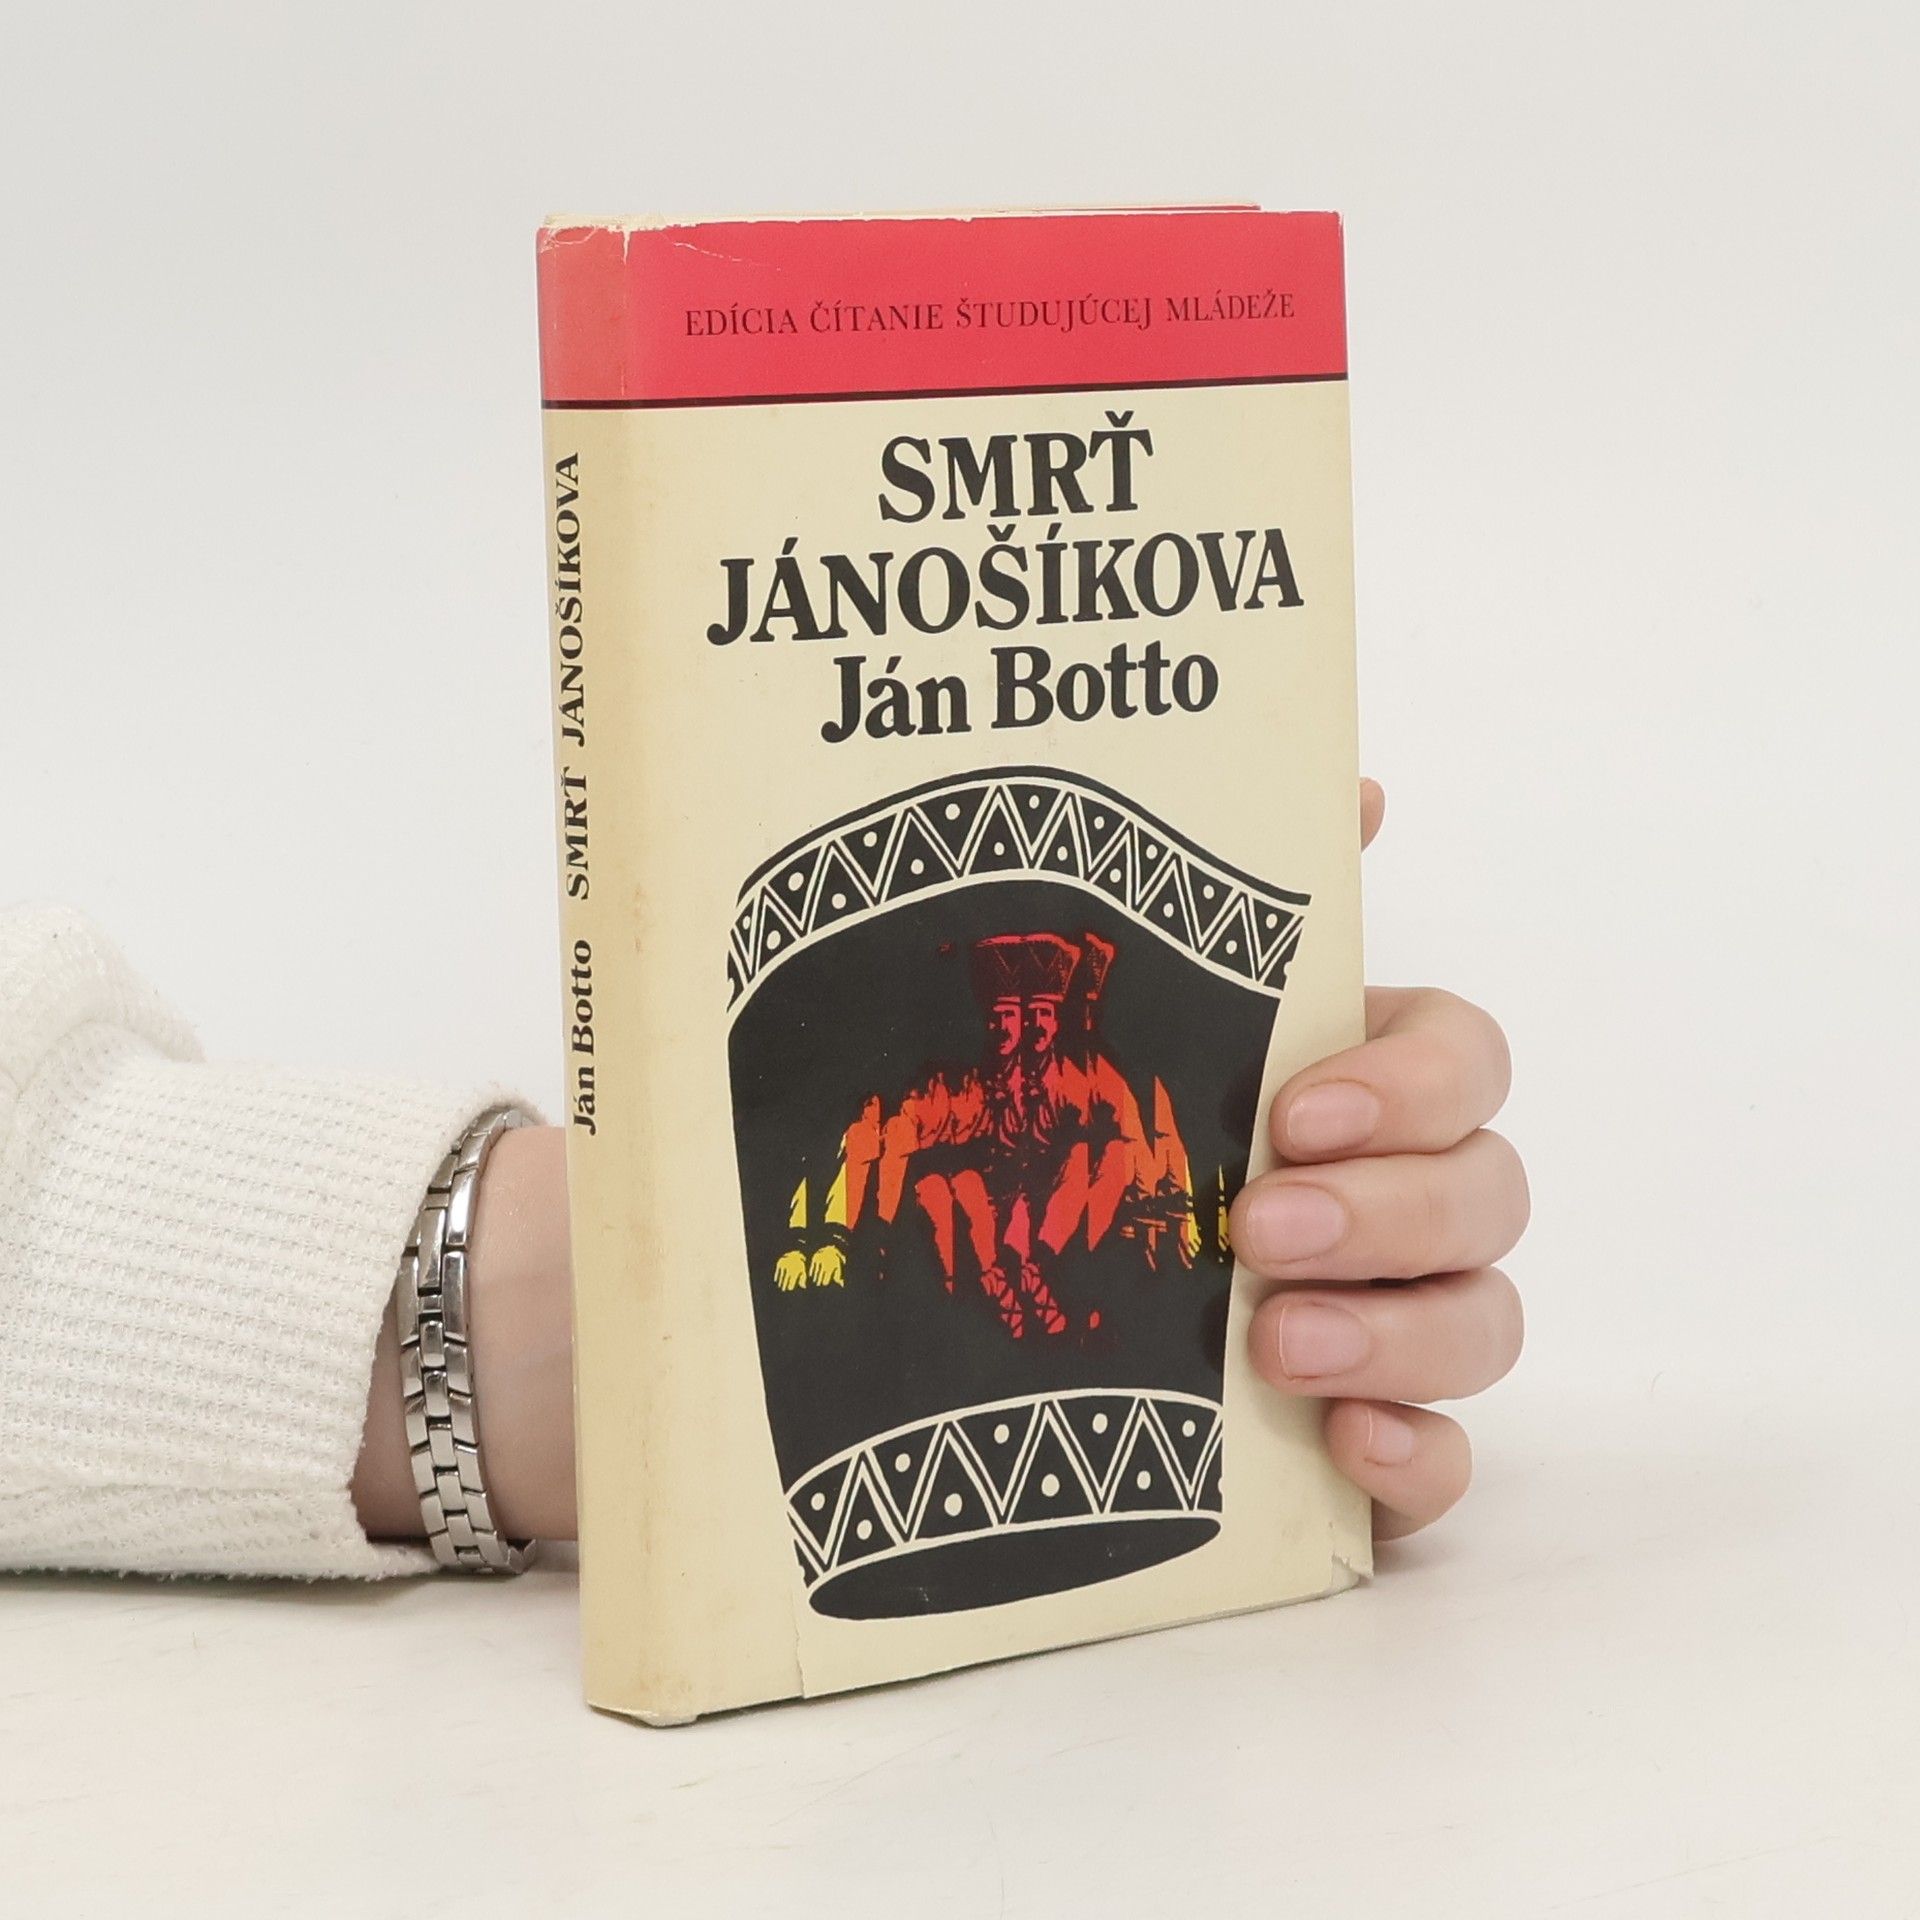 EDÍCIA ČÍTANIE ŠTUDUJÚCEJ MLÁDEŽE
SMRŤ
JÁNOŠÍKOVA
Ján Botto
Ján Botto SMRŤ JÁNOŠÍKOVA